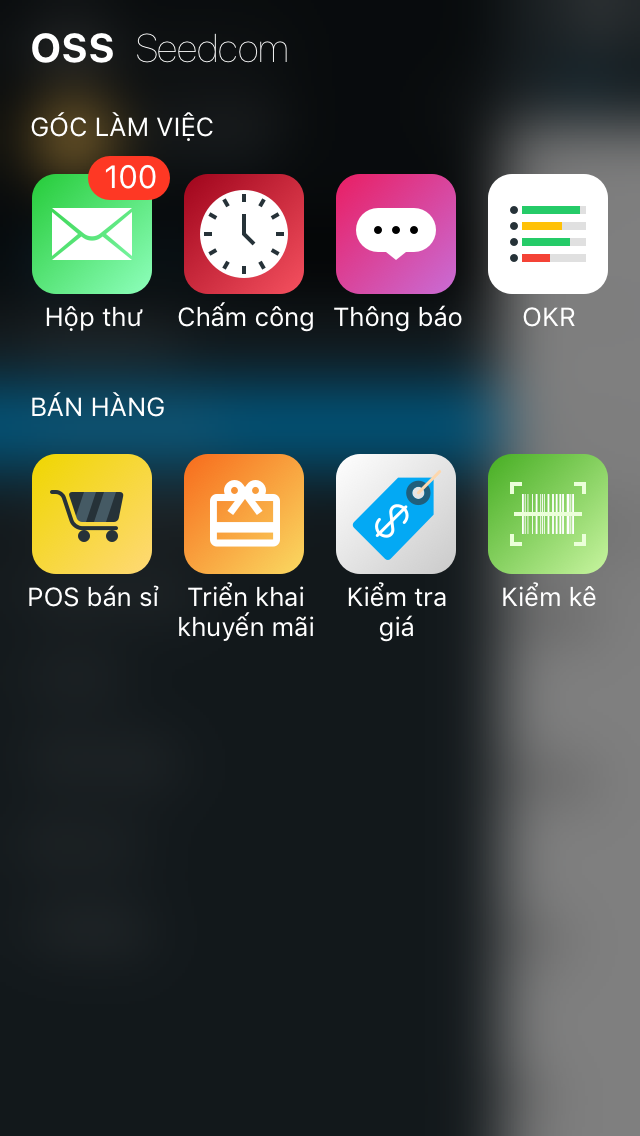 OSS Seedcom
GÓC LÀM VIỆC
100
Hộp thư
Chấm công
Thông báo
OKR
BÁN HÀNG
$
POS bán sỉ
Triển khai
khuyến mãi
Kiểm tra
giá
Kiểm kê